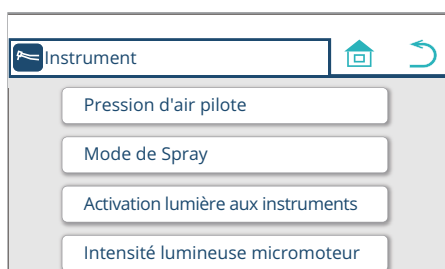 Instrument
Pression d'air pilote
Mode de Spray
Activation lumière aux instruments
Intensité lumineuse micromoteur